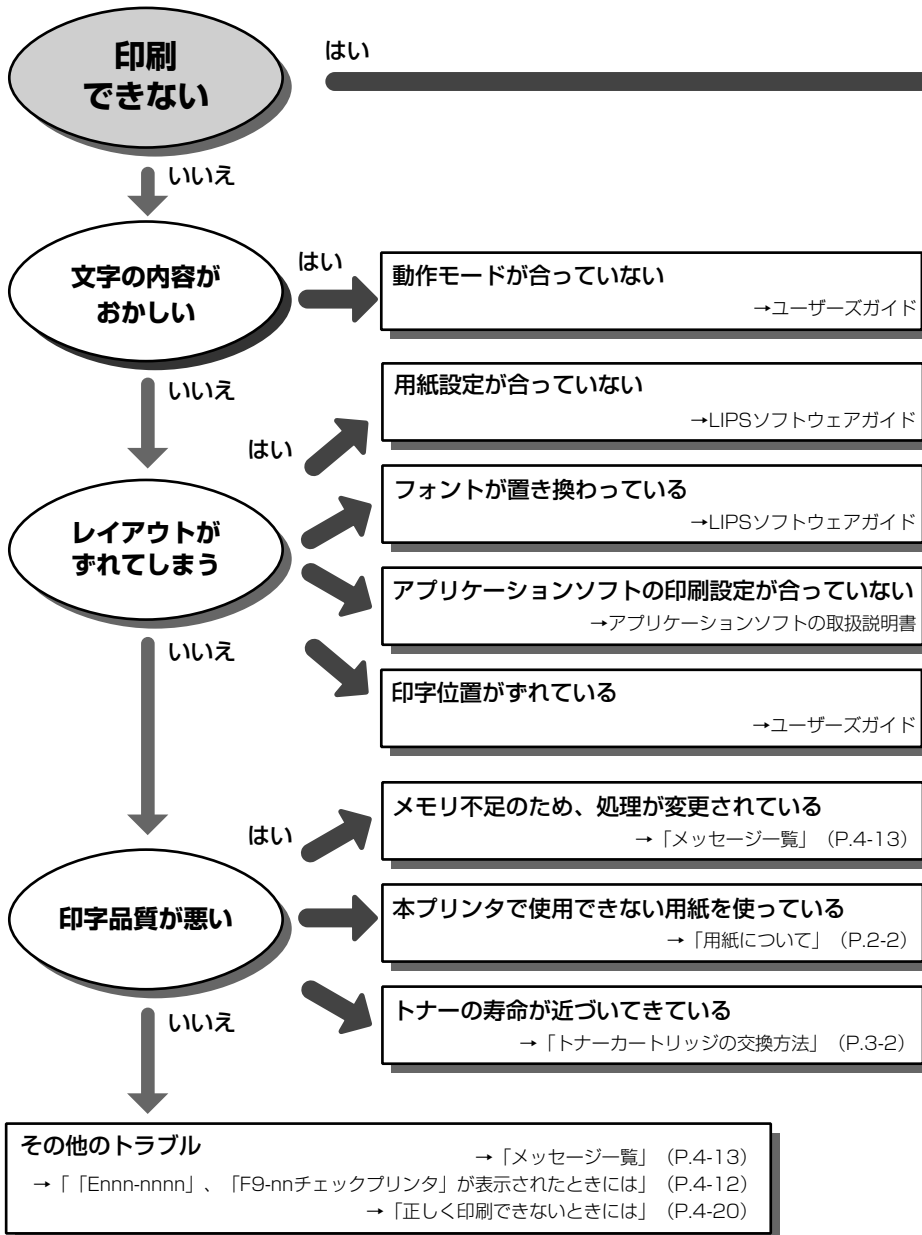 印刷
できない
はい
いいえ
文字の内容が
おかしい
はい
動作モードが合っていない
→ユーザーズガイド
いいえ
レイアウトが
ずれてしまう
はい
用紙設定が合っていない
→LIPSソフトウェアガイド
フォントが置き換わっている
→LIPSソフトウェアガイド
アプリケーションソフトの印刷設定が合っていない
→アプリケーションソフトの取扱説明書
印字位置がずれている
→ユーザーズガイド
いいえ
印字品質が悪い
はい
メモリ不足のため、処理が変更されている
→「メッセージ一覧」（P.4-13）
本プリンタで使用できない用紙を使っている
→「用紙について」（P.2-2）
トナーの寿命が近づいてきている
→「トナーカートリッジの交換方法」（P.3-2）
いいえ
その他のトラブル
→「メッセージ一覧」（P.4-13）
→「「Ennn-nnnn」、「F9-nnチェックプリンタ」が表示されたときには」（P.4-12）
→「正しく印刷できないときには」（P.4-20）